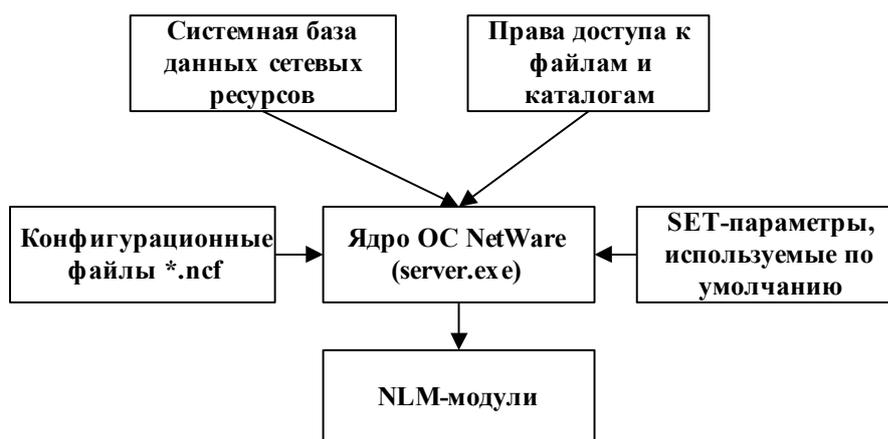 Системная база
данных сетевых
ресурсов
Права доступа к
файлам и
каталогам
Конфигурационные
файлы *.ncf
Ядро ОС NetWare
(server.exe)
SET-параметры,
используемые по
умолчанию
NLM-модули